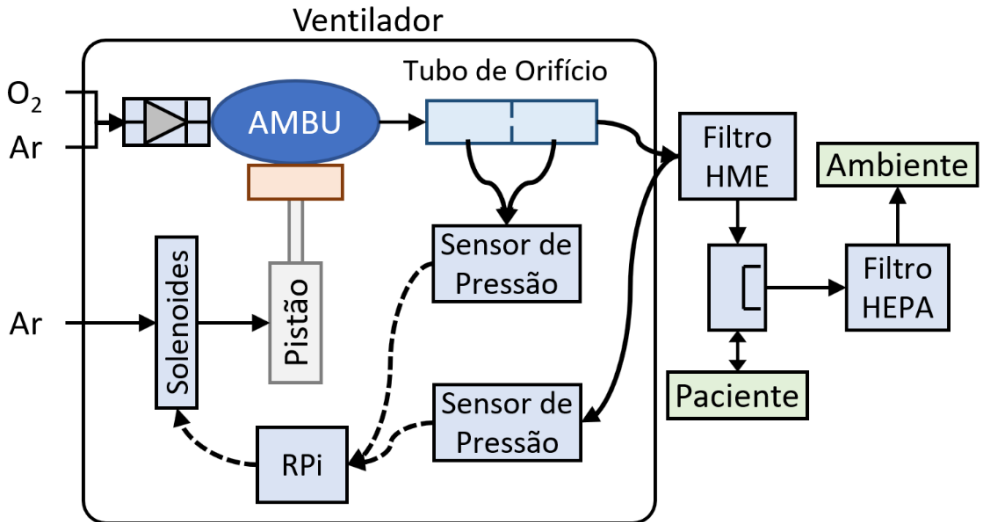 Ventilador
Tubo de Orifício
O₂
Ar
AMBU
Filtro
HME
Ambiente
Sensor de
Pressão
Filtro
HEPA
Ar
Solenoides
Pistão
Paciente
Sensor de
Pressão
RPi